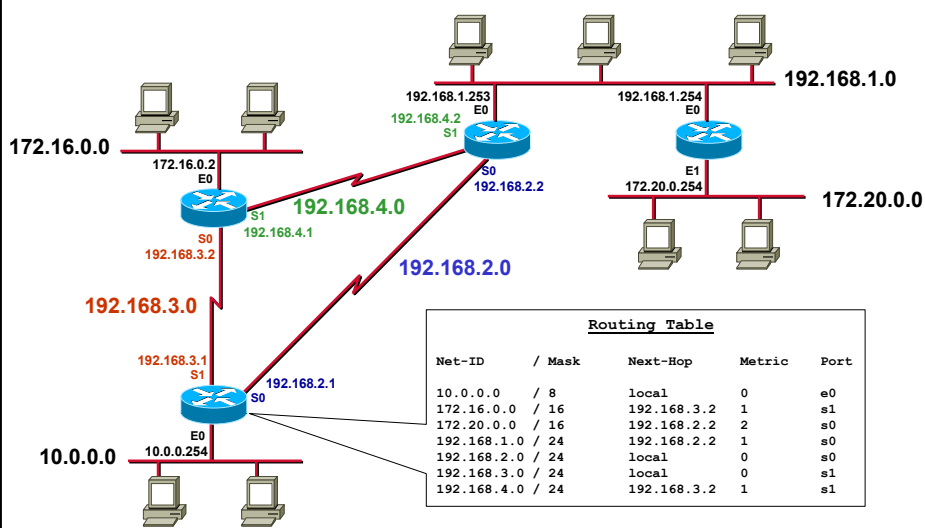 192.168.1.0
192.168.1.253
E0
192.168.1.254
E0
192.168.4.2
S1
172.16.0.0
172.16.0.2
E0
S0
192.168.2.2
E1
172.20.0.254
172.20.0.0
S1
192.168.4.1
192.168.4.0
S0
192.168.3.2
192.168.2.0
192.168.3.0
192.168.3.1
S1
192.168.2.1
S0
E0
10.0.0.254
10.0.0.0
Routing Table
Net-ID / Mask Next-Hop Metric Port
10.0.0.0 / 8 local 0 e0
172.16.0.0 / 16 192.168.3.2 1 s1
172.20.0.0 / 16 192.168.2.2 2 s0
192.168.1.0 / 24 192.168.2.2 1 s0
192.168.2.0 / 24 local 0 s0
192.168.3.0 / 24 local 0 s1
192.168.4.0 / 24 192.168.3.2 1 s1